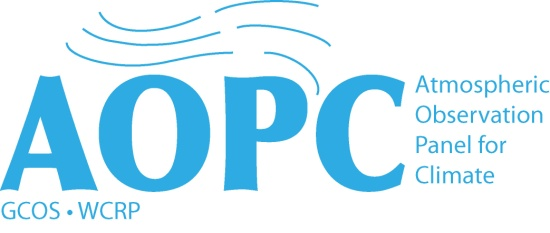 AOPC
Atmospheric
Observation
Panel for
Climate
GCOS • WCRP